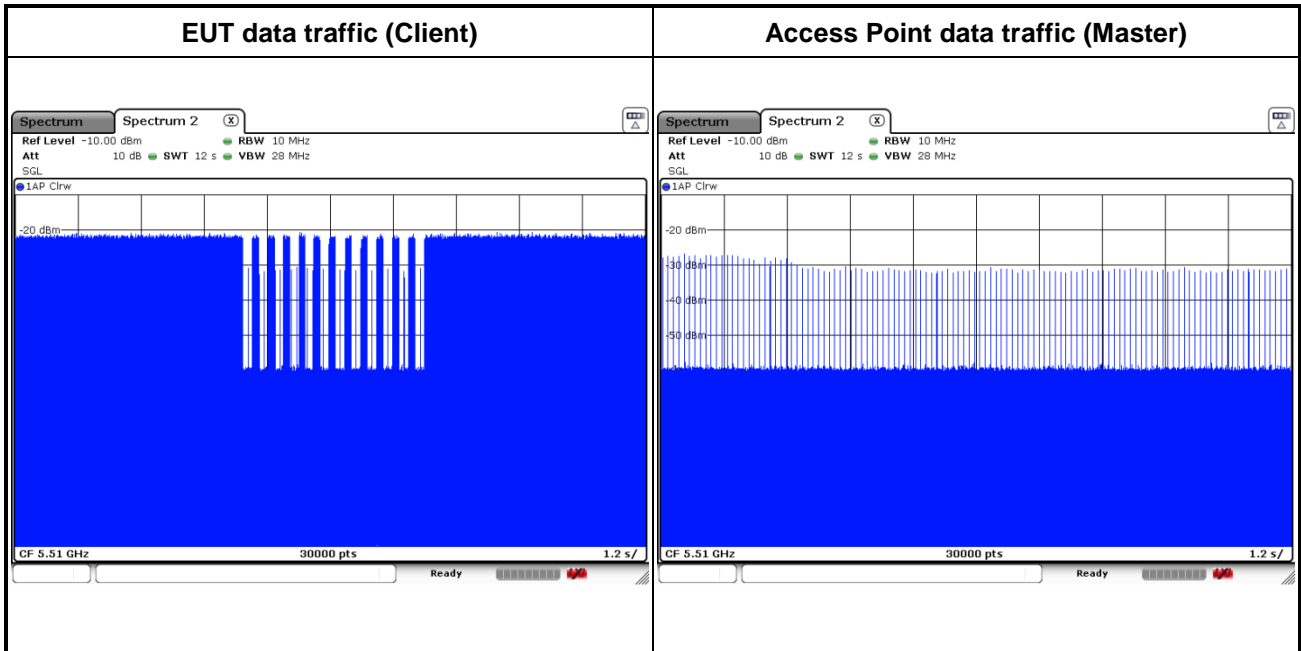 EUT data traffic (Client)
Spectrum Spectrum 2 X
Ref Level -10.00 dBm RBW 10 MHz
Att 10 dB SWT 12 s VBW 28 MHz
SGL
1AP Clrw
-20 dBm
CF 5.51 GHz 30000 pts 1.2 s/
Ready
Access Point data traffic (Master)
Spectrum Spectrum 2 X
Ref Level -10.00 dBm RBW 10 MHz
Att 10 dB SWT 12 s VBW 28 MHz
SGL
1AP Clrw
-20 dBm
-30 dBm
-40 dBm
-50 dBm
CF 5.51 GHz 30000 pts 1.2 s/
Ready